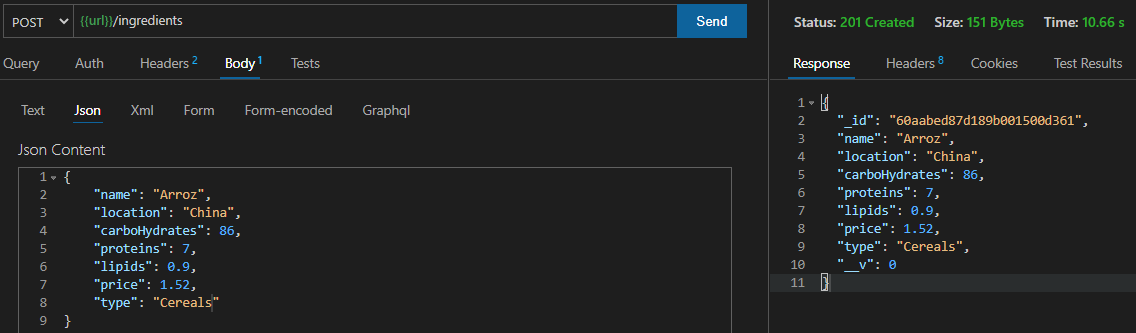 POST {{url}}/ingredients Send
Query Auth Headers 2 Body 1 Tests
Text Json Xml Form Form-encoded Graphql
Json Content
1 {
2 "name": "Arroz",
3 "location": "China",
4 "carboHydrates": 86,
5 "proteins": 7,
6 "lipids": 0.9,
7 "price": 1.52,
8 "type": "Cereals"
9 }
Status: 201 Created Size: 151 Bytes Time: 10.66 s
Response Headers 8 Cookies Test Results
1 {
2 "_id": "60aabed87d189b001500d361",
3 "name": "Arroz",
4 "location": "China",
5 "carboHydrates": 86,
6 "proteins": 7,
7 "lipids": 0.9,
8 "price": 1.52,
9 "type": "Cereals",
10 "__v": 0
11 }